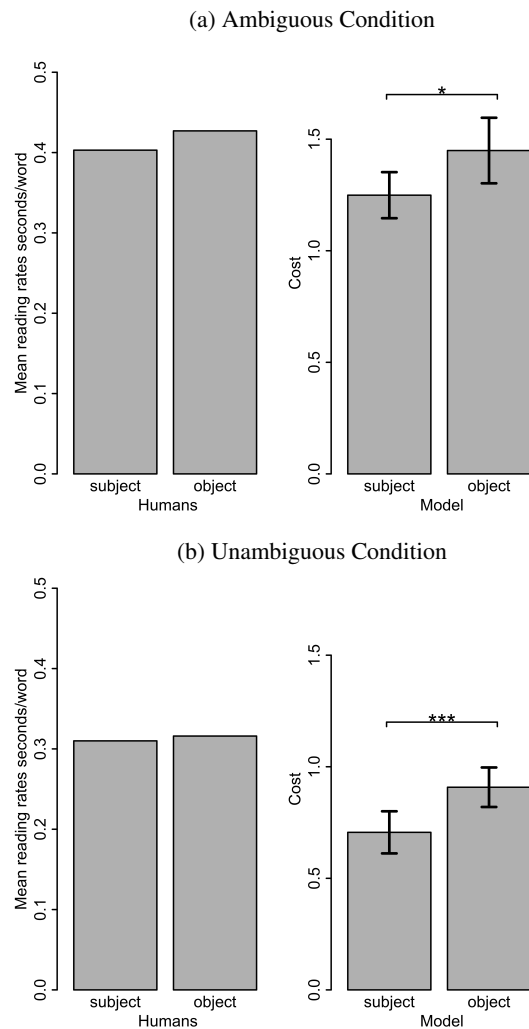 (a) Ambiguous Condition
Mean reading rates seconds/word
0.0 0.1 0.2 0.3 0.4 0.5
subject object
Humans
Cost
0.0 0.5 1.0 1.5
*
subject object
Model
(b) Unambiguous Condition
Mean reading rates seconds/word
0.0 0.1 0.2 0.3 0.4 0.5
subject object
Humans
Cost
0.0 0.5 1.0 1.5
***
subject object
Model